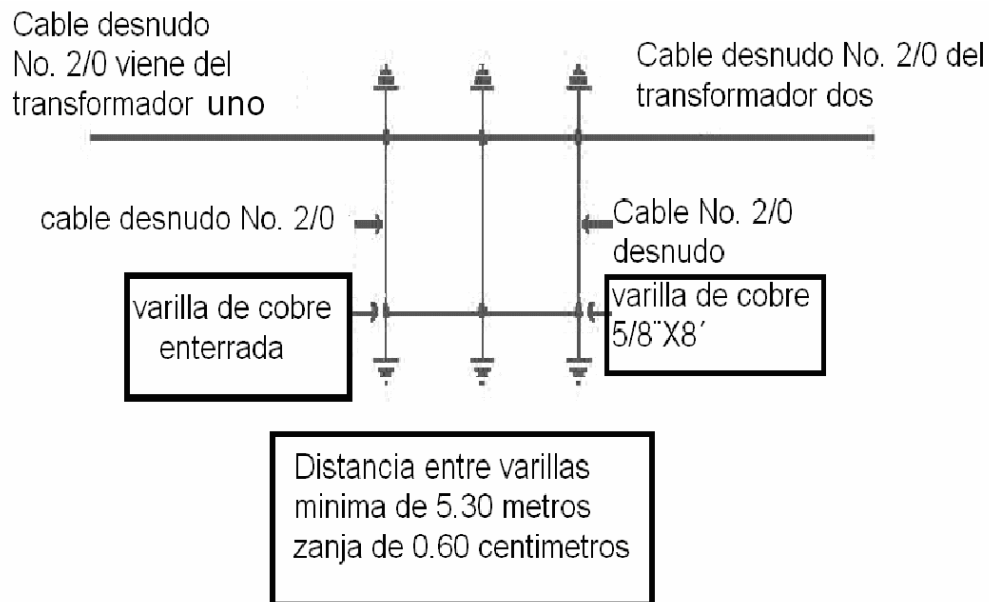 Cable desnudo
No. 2/0 viene del
transformador uno
Cable desnudo No. 2/0 del
transformador dos
cable desnudo No. 2/0
Cable No. 2/0
desnudo
varilla de cobre
enterrada
varilla de cobre
5/8¨X8´
Distancia entre varillas
minima de 5.30 metros
zanja de 0.60 centimetros